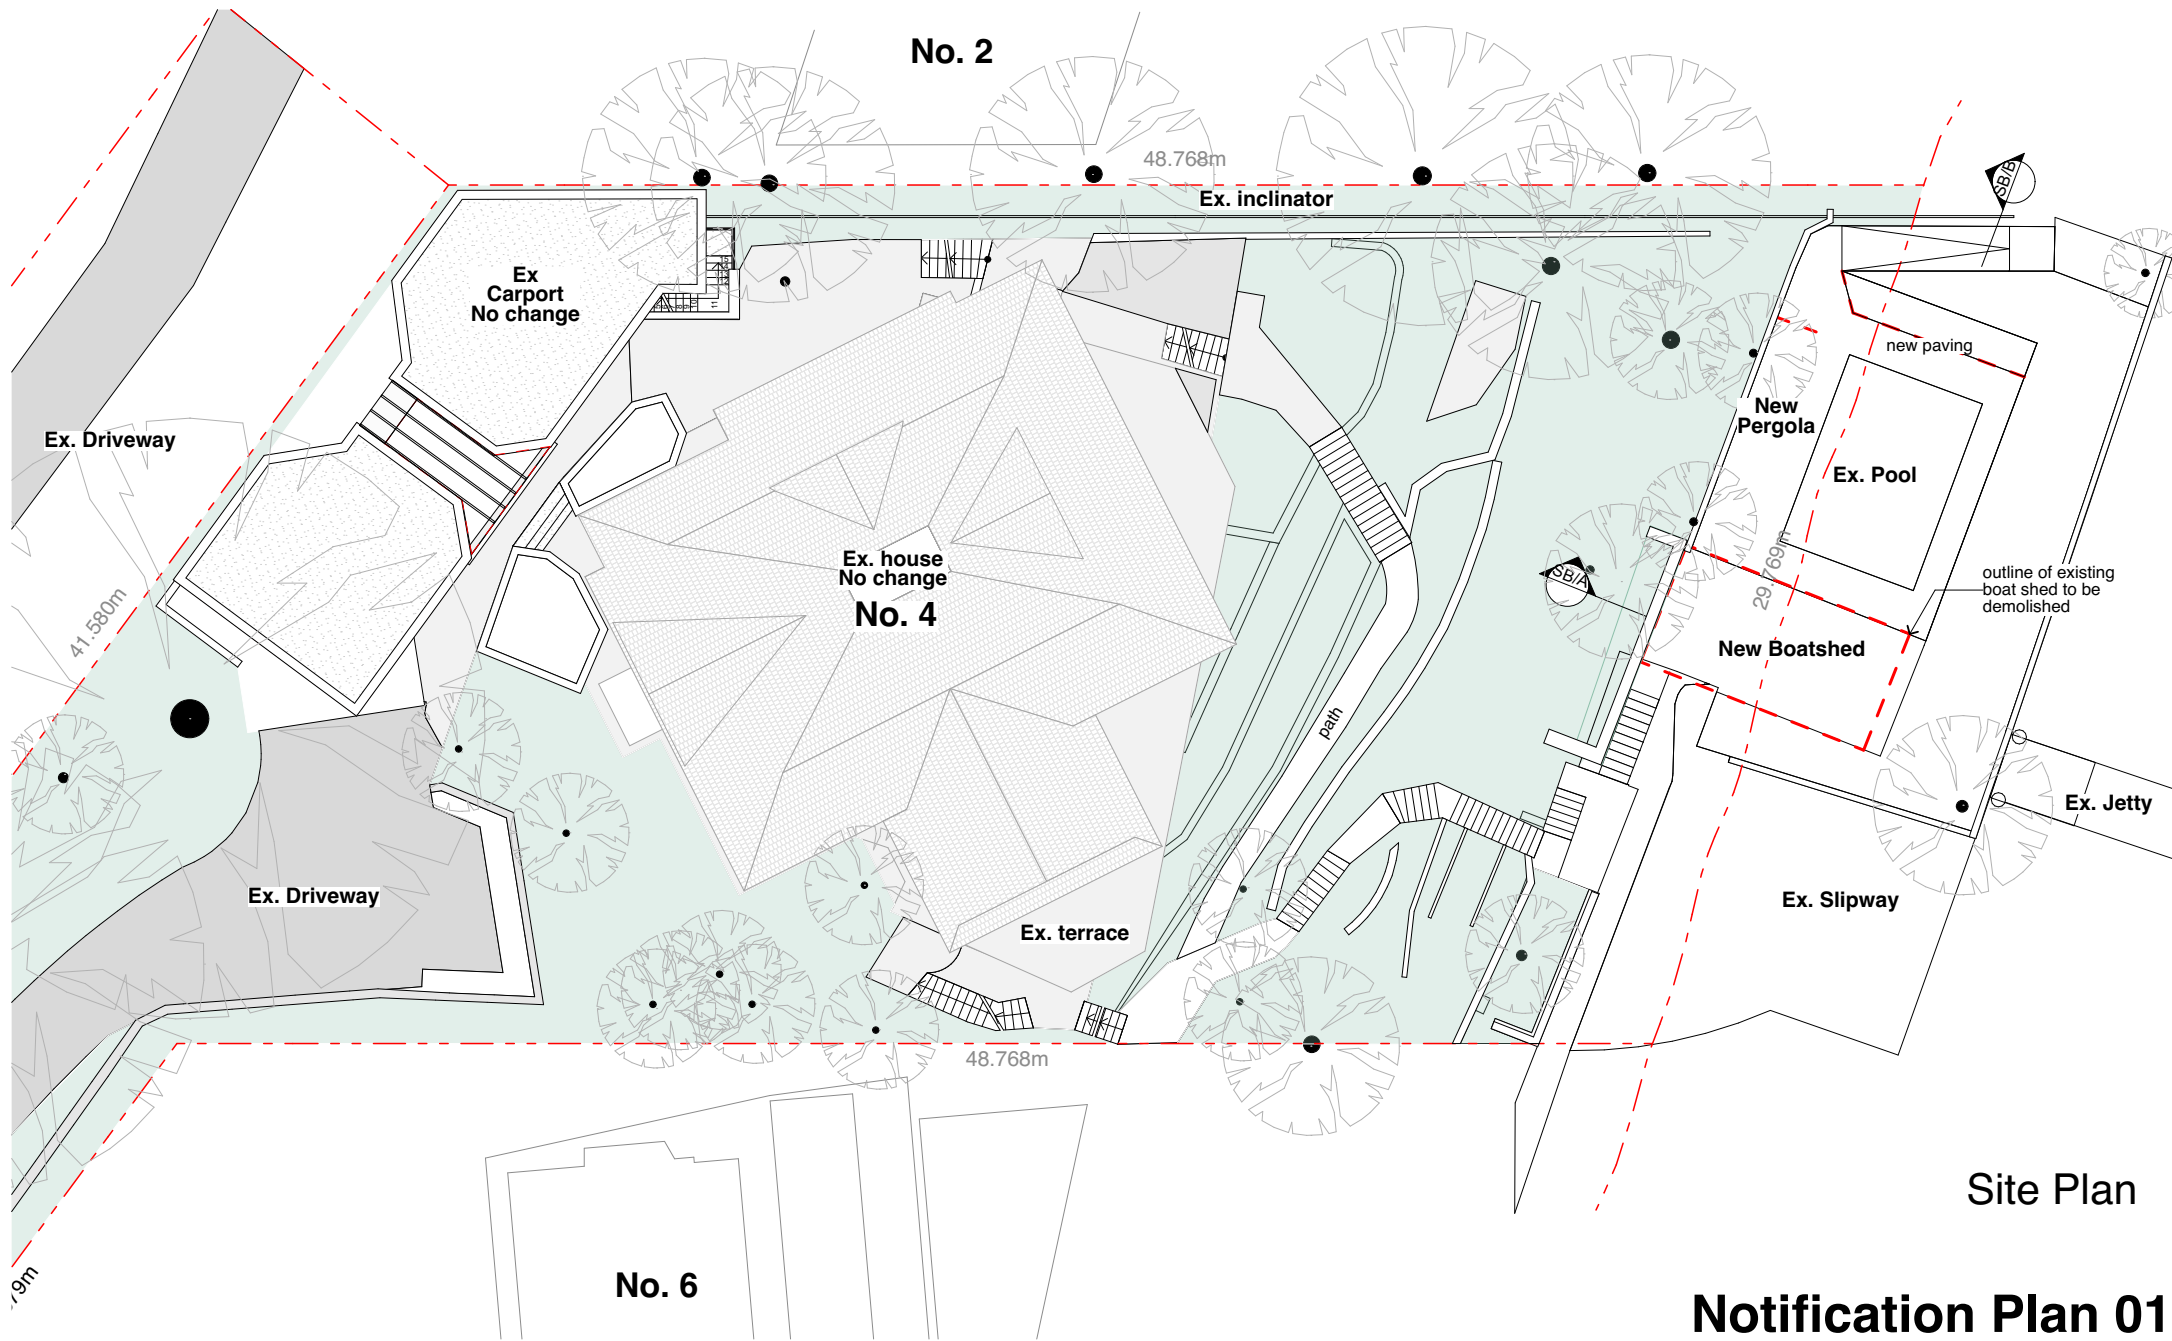 No. 2
48.768m
Ex. inclinator
SB/B
Ex
Carport
No change
new paving
New
Pergola
Ex. Driveway
Ex. Pool
29.769m
outline of existing
boat shed to be
demolished
Ex. house
No change
No. 4
SB/A
41.580m
New Boatshed
path
Ex. Jetty
Ex. Driveway
Ex. Slipway
Ex. terrace
48.768m
Site Plan
No. 6
79m
Notification Plan 01